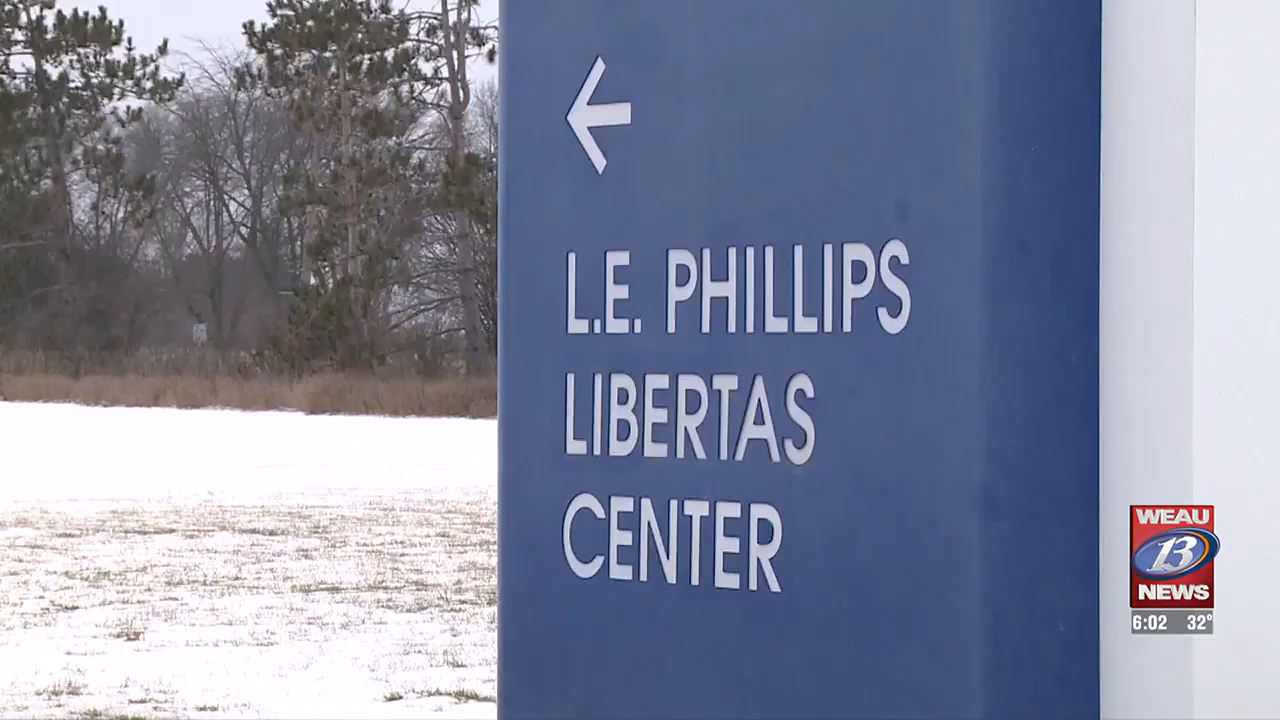 L.E. PHILLIPS
LIBERTAS
CENTER
WEAU
13
NEWS
6:02 32°